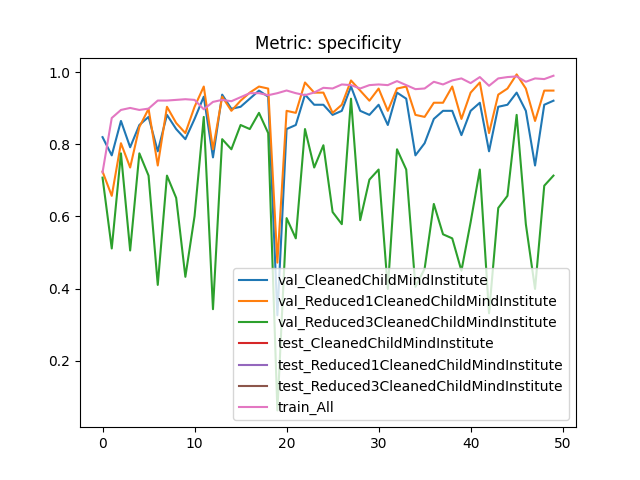 Metric: specificity
1.0
0.8
0.6
0.4
0.2
0
10
20
30
40
50
val_CleanedChildMindInstitute
val_Reduced1CleanedChildMindInstitute
val_Reduced3CleanedChildMindInstitute
test_CleanedChildMindInstitute
test_Reduced1CleanedChildMindInstitute
test_Reduced3CleanedChildMindInstitute
train_All